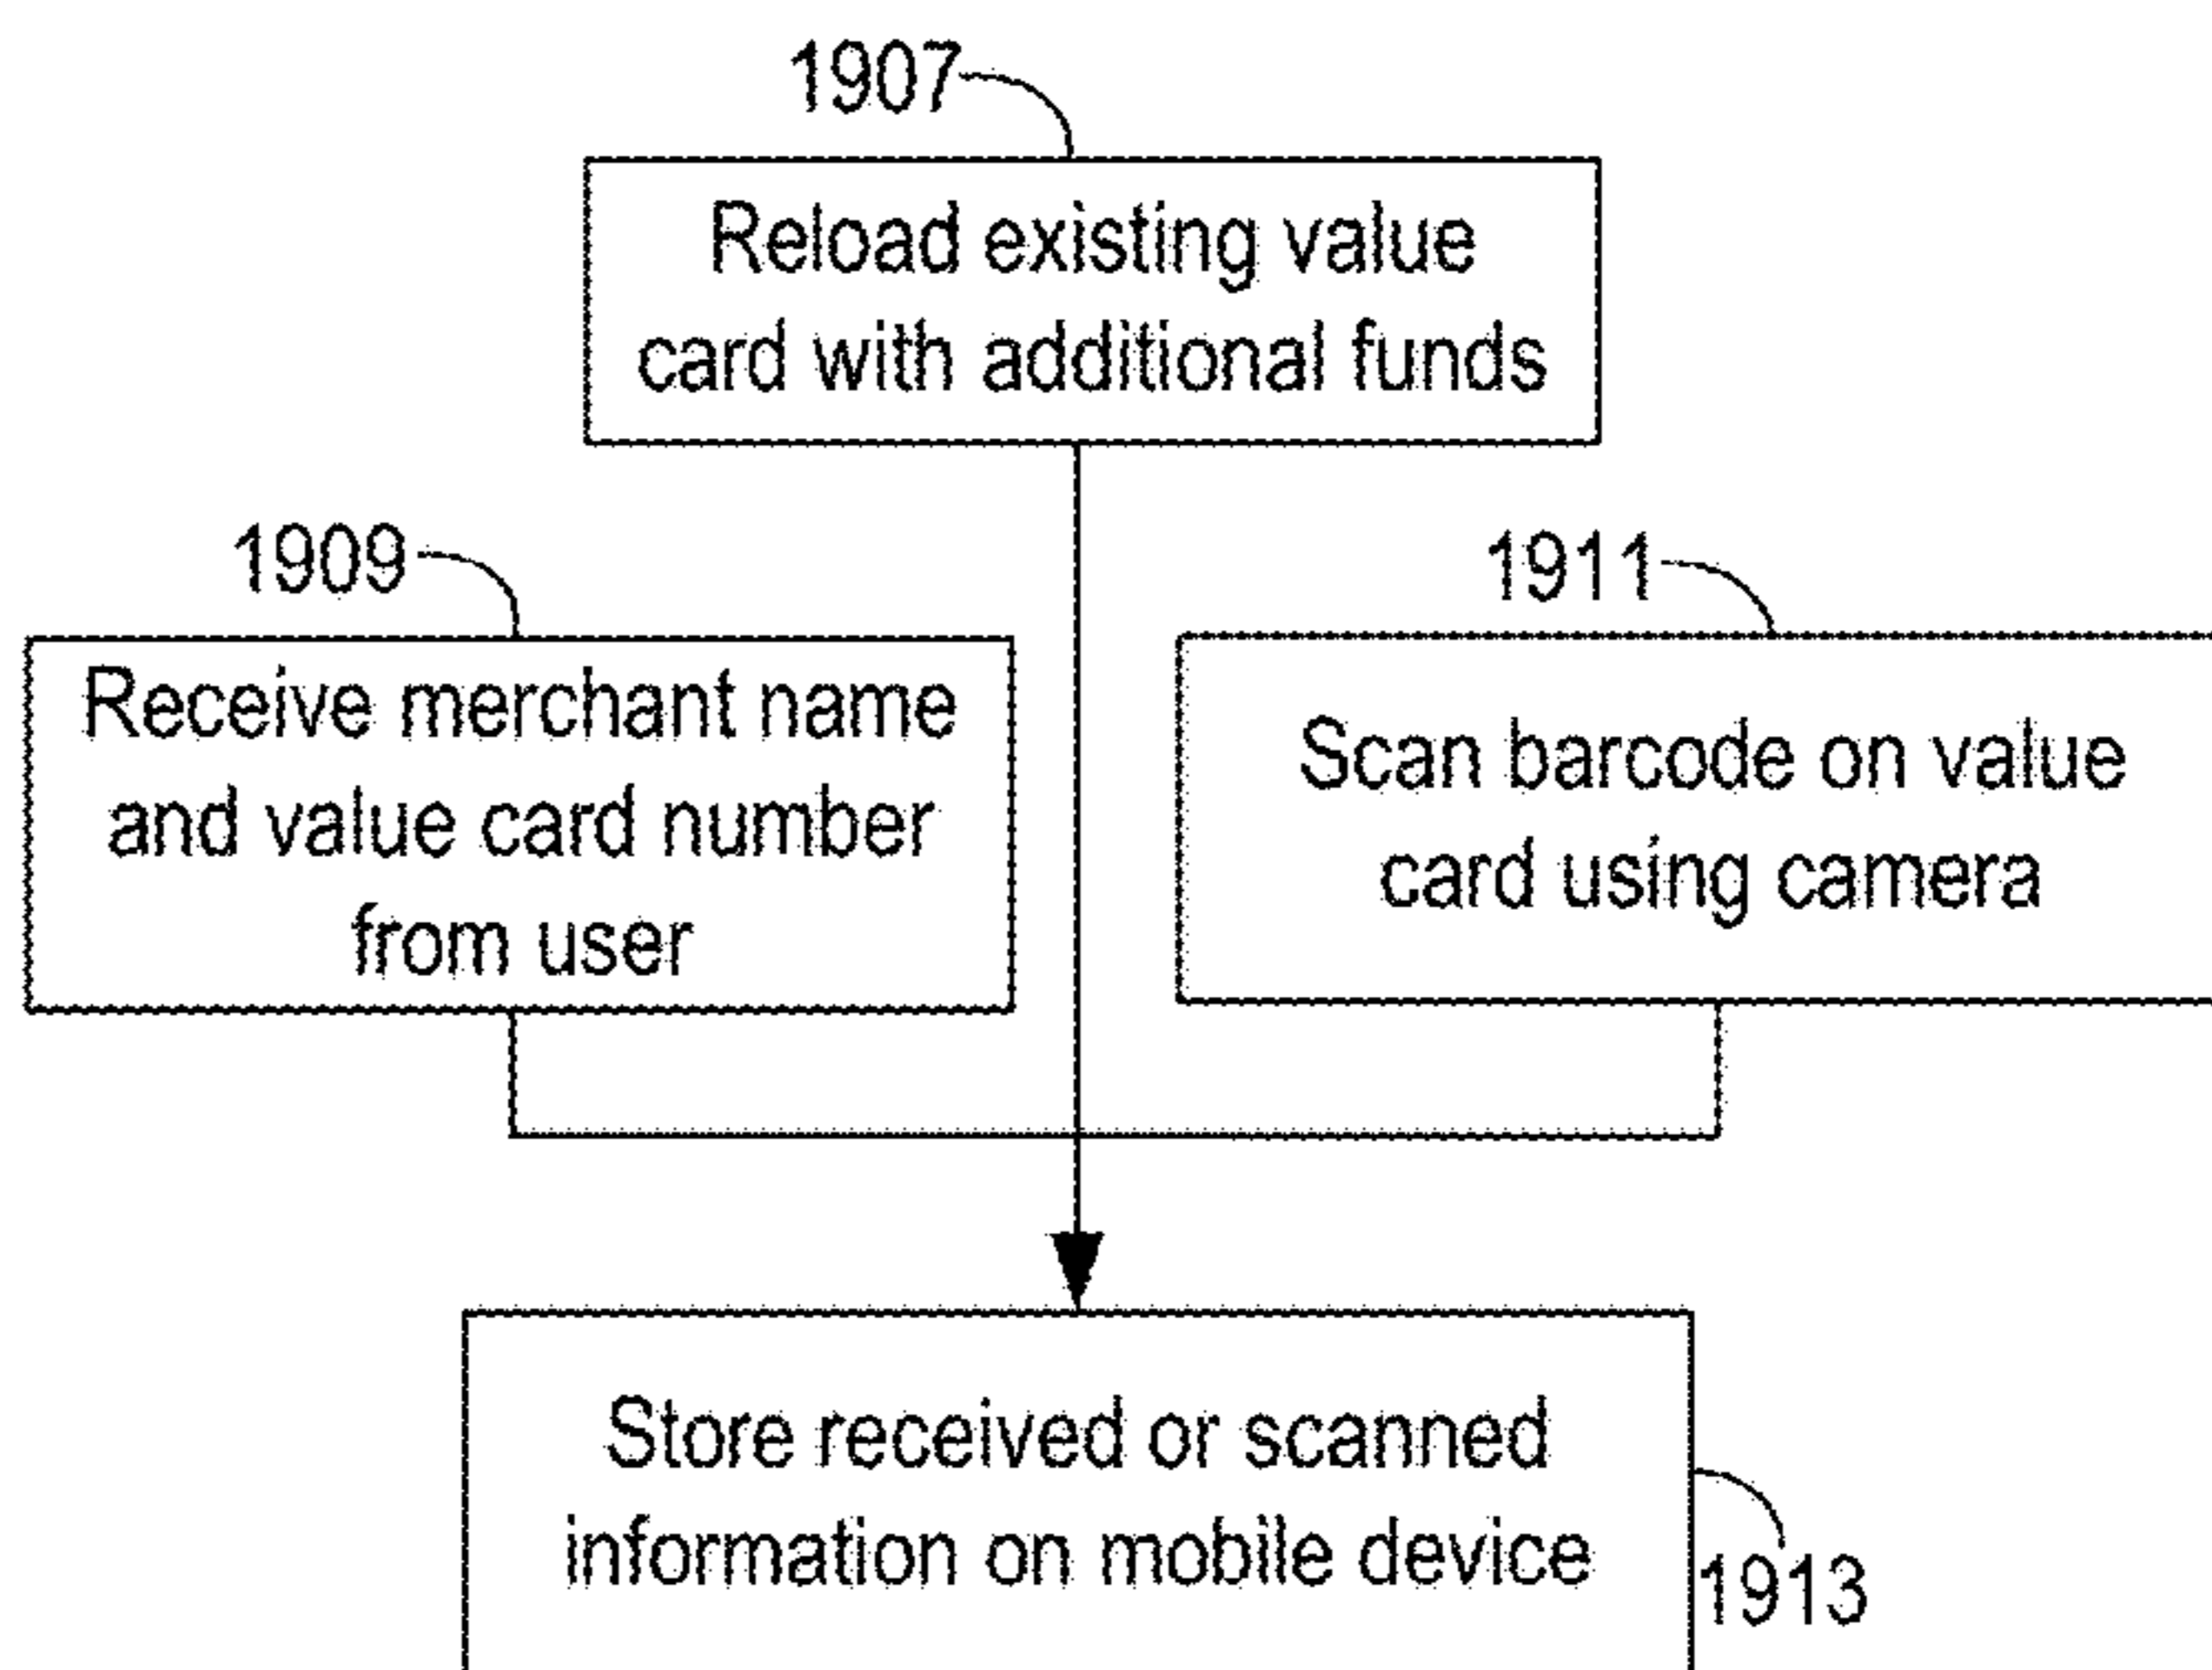 1907
Reload existing value
card with additional funds
1909
Receive merchant name
and value card number
from user
1911
Scan barcode on value
card using camera
Store received or scanned
information on mobile device
1913